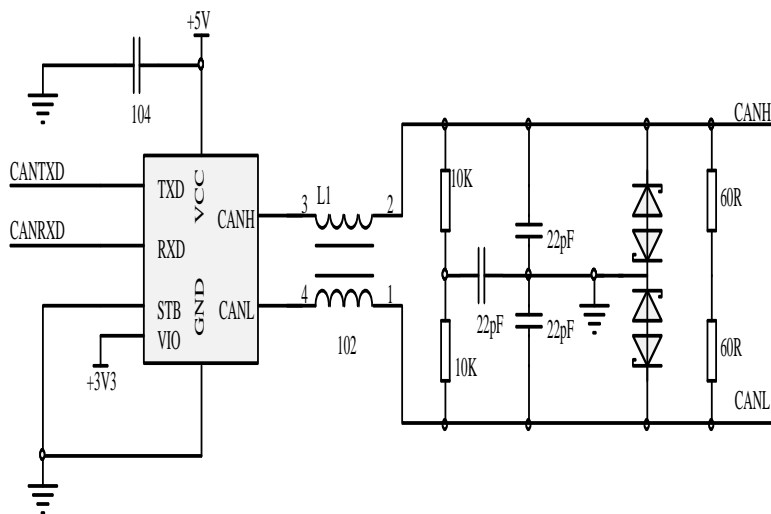 +5V
104
CANH
CANTXD
TXD
VCC
3
L1
2
10K
60R
CANH
22pF
CANRXD
RXD
STB
GND
CANL
4
1
22pF
22pF
VIO
102
10K
60R
+3V3
CANL